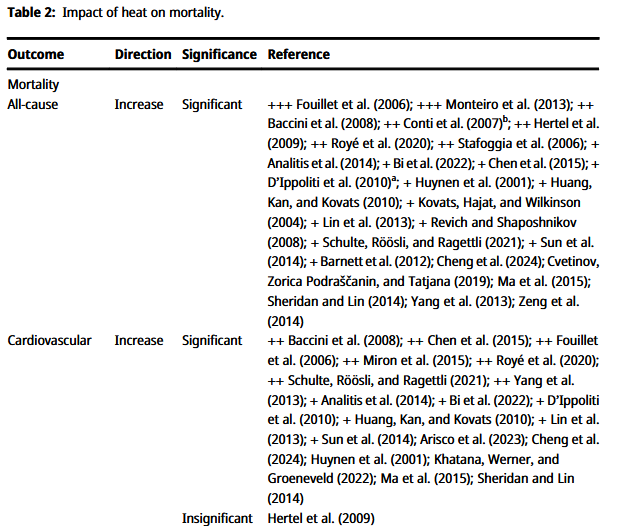 Table 2: Impact of heat on mortality.
Outcome Direction Significance Reference
Mortality
All-cause Increase Significant +++ Fouillet et al. (2006); +++ Monteiro et al. (2013); ++
Baccini et al. (2008); ++ Conti et al. (2007)ᵇ; ++ Hertel et al.
(2009); ++ Royé et al. (2020); ++ Stafoggia et al. (2006); +
Analitis et al. (2014); + Bi et al. (2022); + Chen et al. (2015); +
D’Ippoliti et al. (2010)ᵃ; + Huynen et al. (2001); + Huang,
Kan, and Kovats (2010); + Kovats, Hajat, and Wilkinson
(2004); + Lin et al. (2013); + Revich and Shaposhnikov
(2008); + Schulte, Röösli, and Ragettli (2021); + Sun et al.
(2014); + Barnett et al. (2012); Cheng et al. (2024); Cvetinov,
Zorica Podraščanin, and Tatjana (2019); Ma et al. (2015);
Sheridan and Lin (2014); Yang et al. (2013); Zeng et al.
(2014)
Cardiovascular Increase Significant ++ Baccini et al. (2008); ++ Chen et al. (2015); ++ Fouillet
et al. (2006); ++ Miron et al. (2015); ++ Royé et al. (2020);
++ Schulte, Röösli, and Ragettli (2021); ++ Yang et al.
(2013); + Analitis et al. (2014); + Bi et al. (2022); + D’Ippoliti
et al. (2010); + Huang, Kan, and Kovats (2010); + Lin et al.
(2013); + Sun et al. (2014); Arisco et al. (2023); Cheng et al.
(2024); Huynen et al. (2001); Khatana, Werner, and
Groeneveld (2022); Ma et al. (2015); Sheridan and Lin
(2014)
Insignificant Hertel et al. (2009)